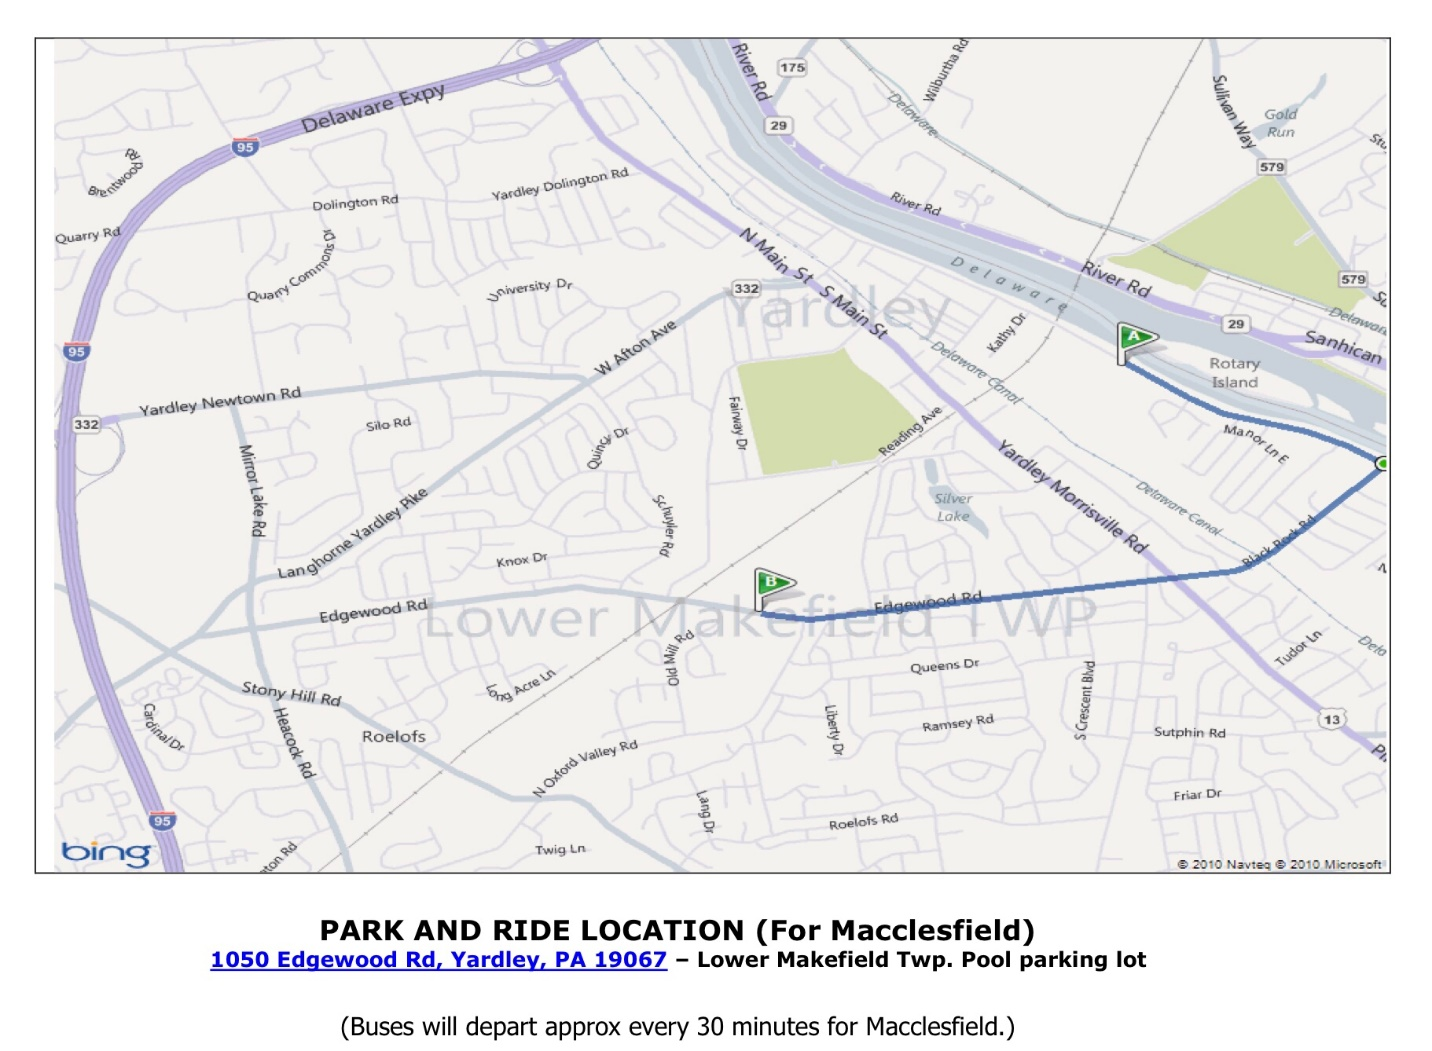 River Rd
175
Wilburtha Rd
Sullivan Way
Delaware Expy
Delaware
Gold
Run
29
95
579
Brentwood Rd
Yardley Dolington Rd
Dolington Rd
River Rd
Quarry Rd
N Main St
Quarry Commons Dr
Delaware
River Rd
579
University Dr
332
S Main St
Yardley
Delaware
29
W Afton Ave
Kathy Dr
A
Sanhican
95
Delaware Canal
Rotary
Island
Yardley Newtown Rd
332
Silo Rd
Fairway Dr
Reading Ave
Manor Ln E
Quincy Dr
Mirror Lake Rd
Yardley Morrisville Rd
Langhorne Yardley Pike
Schuyler Rd
Silver
Lake
Delaware Canal
Black Rock Rd
Knox Dr
B
Edgewood Rd
Edgewood Rd
Lower Makefield TWP
Old Mill Rd
Tudor Ln
Dela
Queens Dr
Long Acre Ln
Stony Hill Rd
S Crescent Blvd
Cardinal Dr
Heacock Rd
Roelofs
Liberty Dr
Ramsey Rd
Sutphin Rd
13
N Oxford Valley Rd
Lang Dr
Friar Dr
95
Roelofs Rd
bing
ton Rd
Twig Ln
© 2010 Navteq © 2010 Microsoft
PARK AND RIDE LOCATION (For Macclesfield)
1050 Edgewood Rd, Yardley, PA 19067 – Lower Makefield Twp. Pool parking lot
(Buses will depart approx every 30 minutes for Macclesfield.)